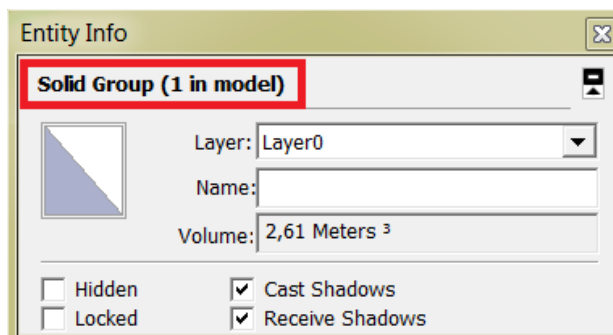 Entity Info
Solid Group (1 in model)
Layer: Layer0
Name:
Volume: 2,61 Meters ³
Hidden Cast Shadows
Locked Receive Shadows